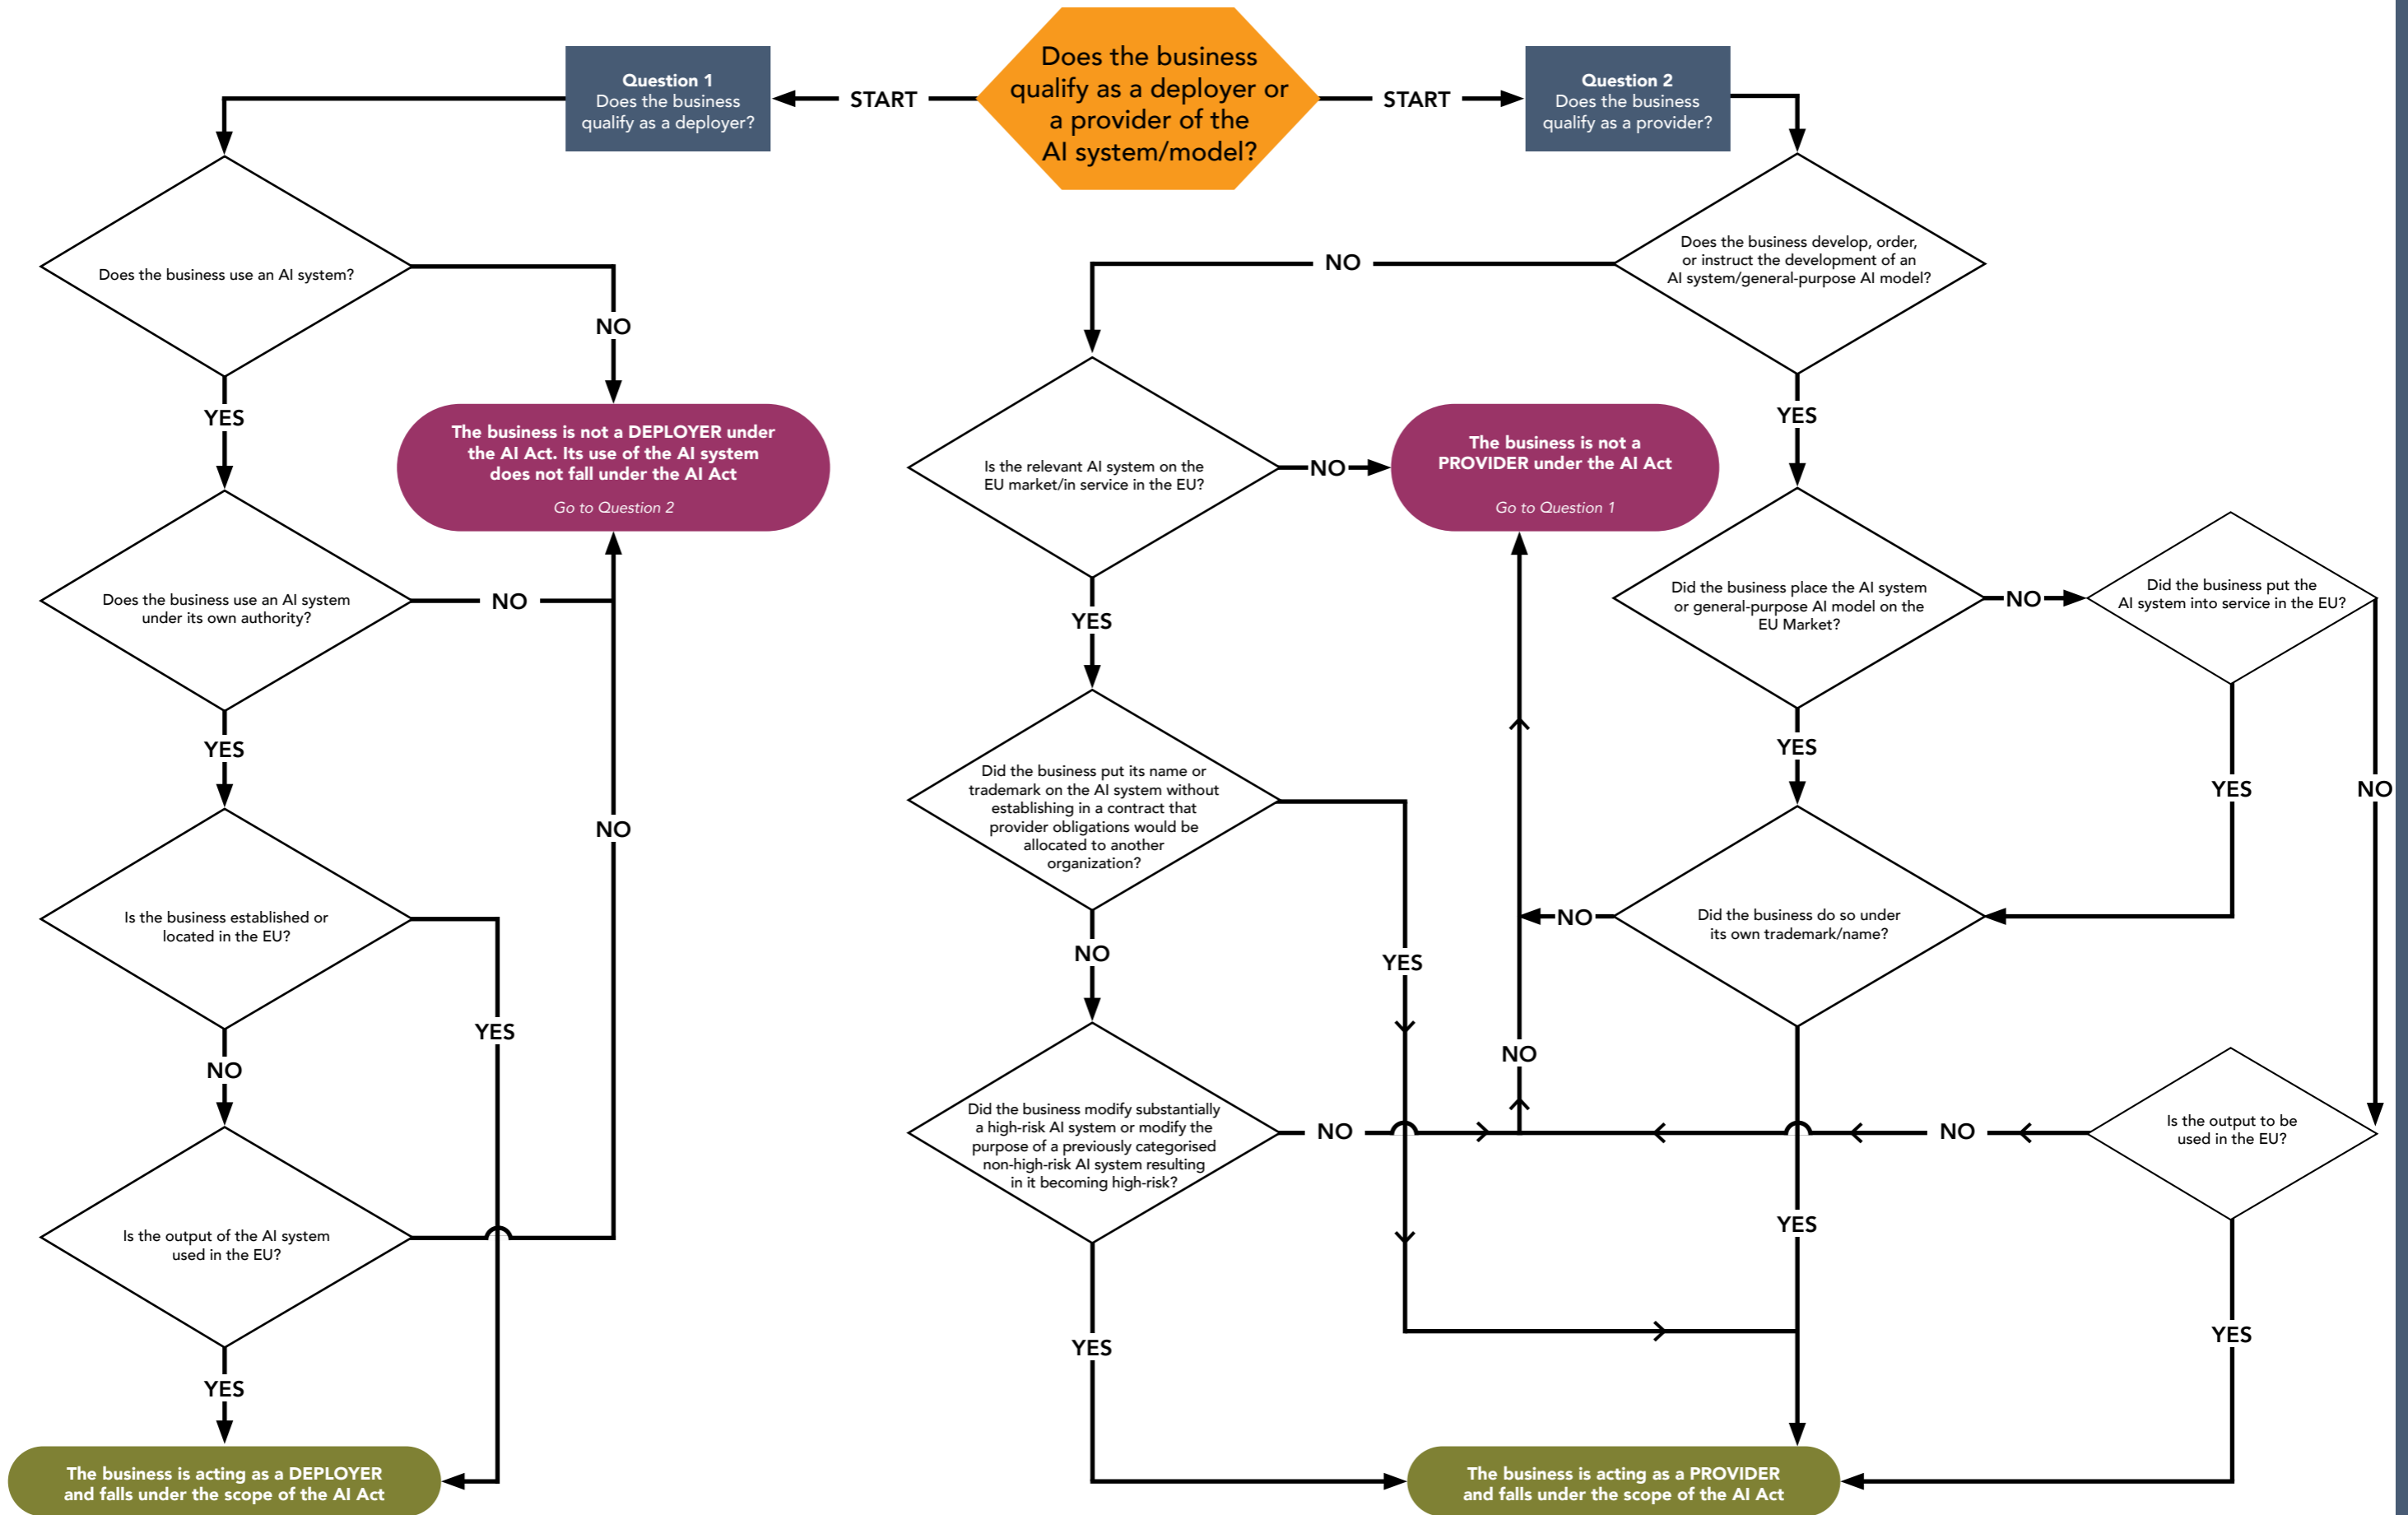 Does the business
qualify as a deployer or
a provider of the
AI system/model?
START
START
Question 1
Does the business
qualify as a deployer?
Does the business use an AI system?
NO
YES
The business is not a DEPLOYER under
the AI Act. Its use of the AI system
does not fall under the AI Act
Go to Question 2
Does the business use an AI system
under its own authority?
NO
YES
NO
Is the business established or
located in the EU?
YES
NO
Is the output of the AI system
used in the EU?
YES
The business is acting as a DEPLOYER
and falls under the scope of the AI Act
Question 2
Does the business
qualify as a provider?
Does the business develop, order,
or instruct the development of an
AI system/general-purpose AI model?
NO
YES
Is the relevant AI system on the
EU market/in service in the EU?
NO
The business is not a
PROVIDER under the AI Act
Go to Question 1
YES
Did the business place the AI system
or general-purpose AI model on the
EU Market?
NO
Did the business put the
AI system into service in the EU?
YES
YES
NO
Did the business put its name or
trademark on the AI system without
establishing in a contract that
provider obligations would be
allocated to another
organization?
YES
NO
Did the business do so under
its own trademark/name?
NO
NO
YES
Did the business modify substantially
a high-risk AI system or modify the
purpose of a previously categorised
non-high-risk AI system resulting
in it becoming high-risk?
NO
NO
Is the output to be
used in the EU?
YES
YES
The business is acting as a PROVIDER
and falls under the scope of the AI Act